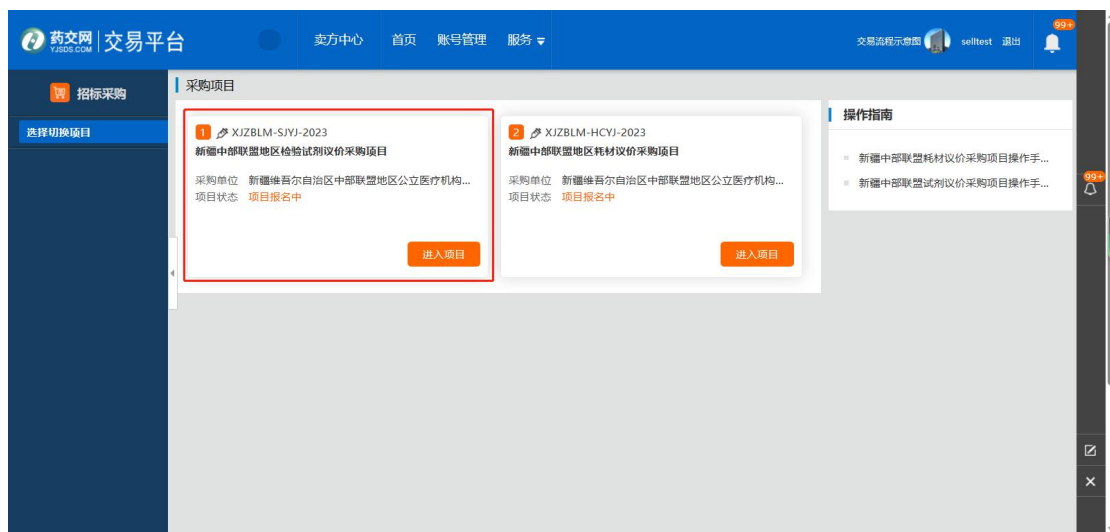 药交网 YJSDS.COM 交易平台
卖方中心 首页 账号管理 服务
交易流程示意图 selltest 退出
99+
招标采购
选择切换项目
采购项目
1 XJZBLM-SJYJ-2023
新疆中部联盟地区检验试剂议价采购项目
采购单位 新疆维吾尔自治区中部联盟地区公立医疗机构...
项目状态 项目报名中
进入项目
2 XJZBLM-HCYJ-2023
新疆中部联盟地区耗材议价采购项目
采购单位 新疆维吾尔自治区中部联盟地区公立医疗机构...
项目状态 项目报名中
进入项目
操作指南
新疆中部联盟耗材议价采购项目操作手...
新疆中部联盟试剂议价采购项目操作手...
99+